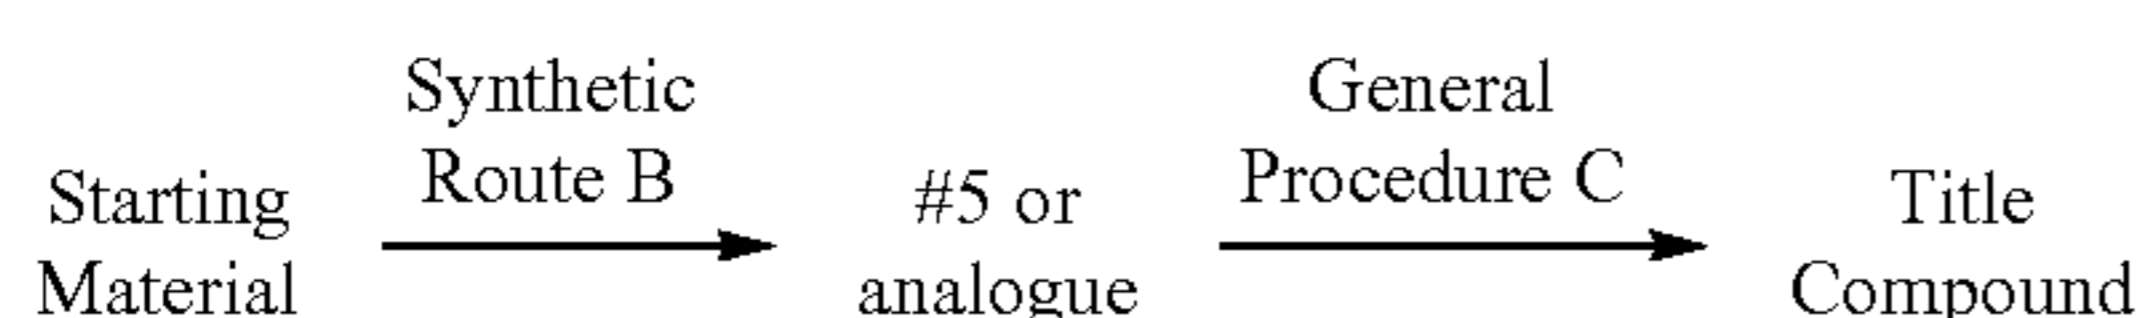 Synthetic
Route B
General
Procedure C
Starting
Material
#5 or
analogue
Title
Compound